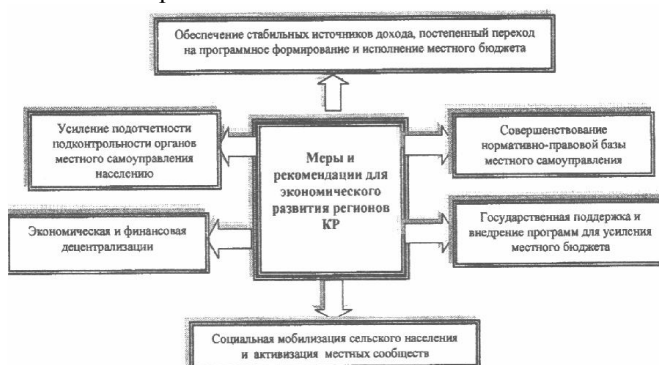 Обеспечение стабильных источников дохода, постепенный переход
на программное формирование и исполнение местного бюджета
Усиление подотчетности
подконтрольности органов
местного самоуправления
населению
Меры и
рекомендации для
экономического
развития регионов
КР
Совершенствование
нормативно-правовой базы
местного самоуправления
Экономическая и финансовая
децентрализации
Государственная поддержка и
внедрение программ для усиления
местного бюджета
Социальная мобилизация сельского населения
и активизация местных сообществ